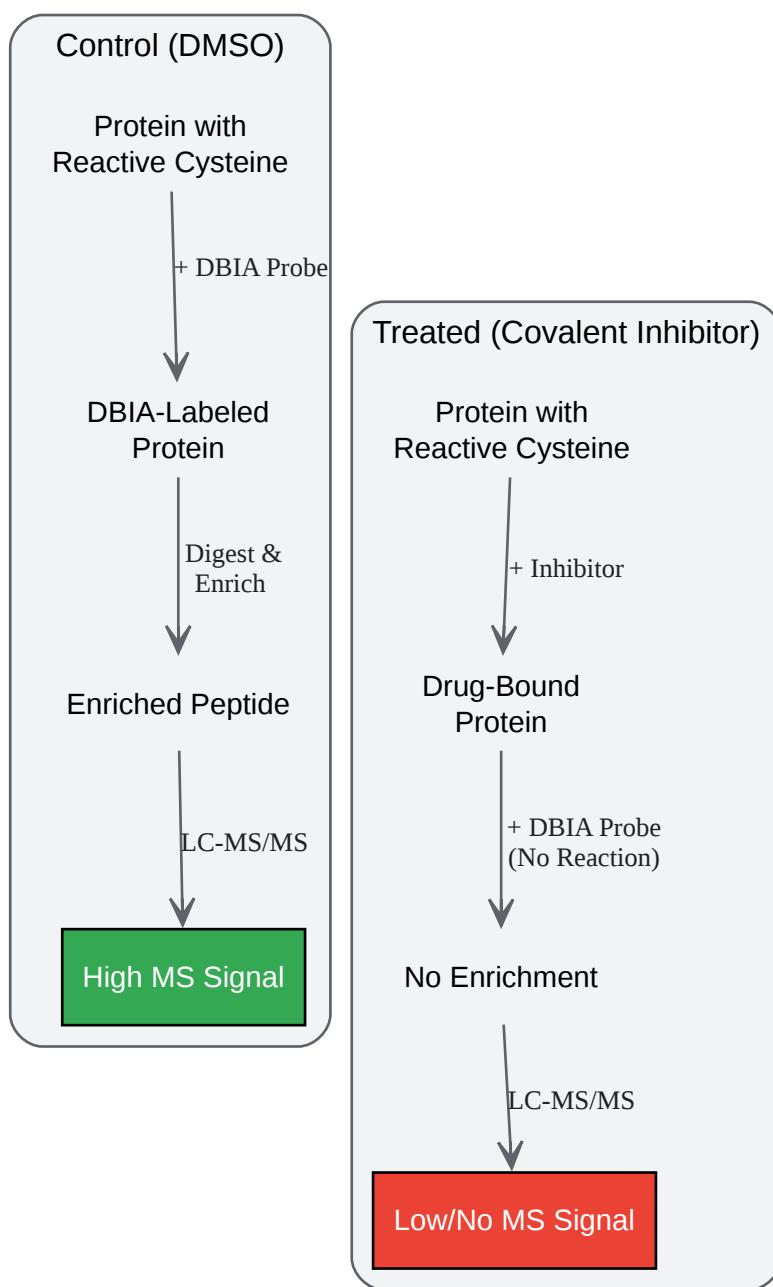 Control (DMSO)
Protein with
Reactive Cysteine
+ DBIA Probe
DBIA-Labeled
Protein
Digest &
Enrich
Enriched Peptide
LC-MS/MS
High MS Signal
Treated (Covalent Inhibitor)
Protein with
Reactive Cysteine
+ Inhibitor
Drug-Bound
Protein
+ DBIA Probe
(No Reaction)
No Enrichment
LC-MS/MS
Low/No MS Signal